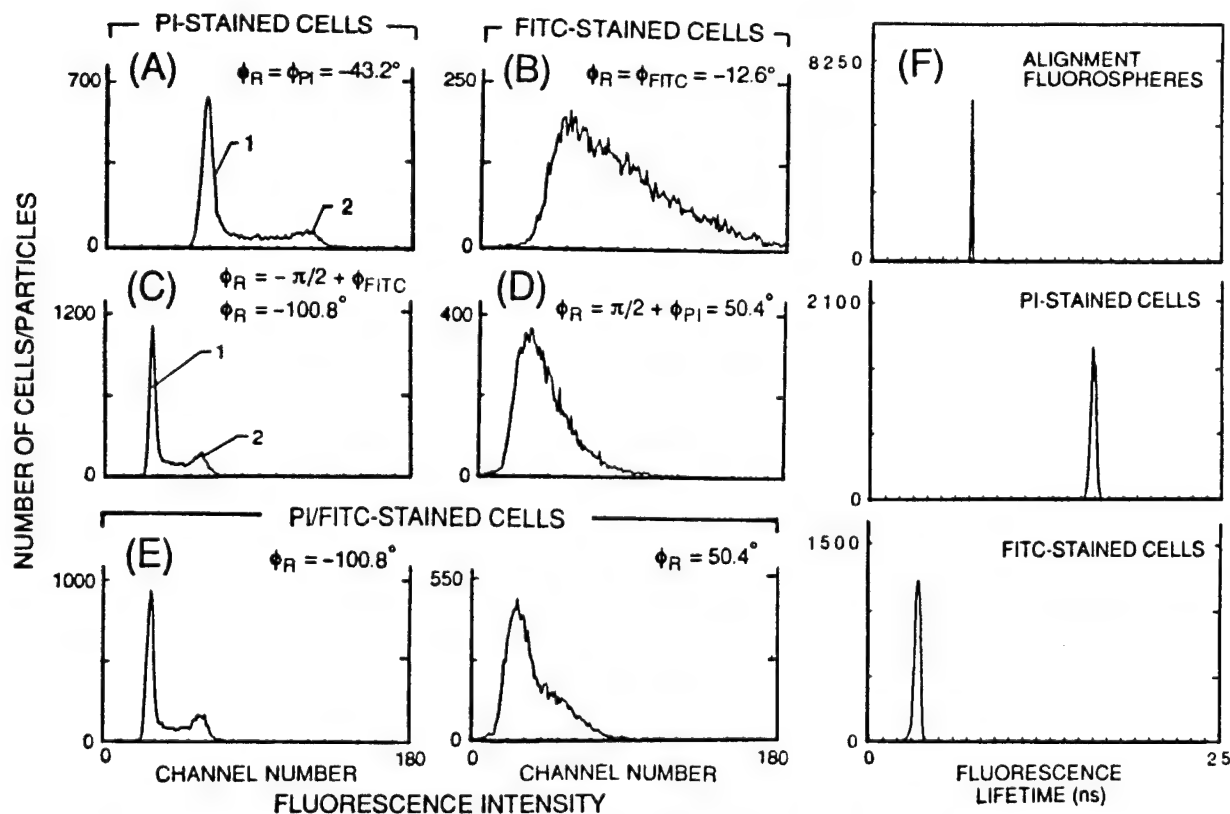 PI-STAINED CELLS
FITC-STAINED CELLS
(A)
ϕR = ϕPI = −43.2°
700
0
1
2
(B)
ϕR = ϕFITC = −12.6°
250
0
(F)
ALIGNMENT
FLUOROSPHERES
8250
0
(C)
ϕR = − π/2 + ϕFITC
ϕR = −100.8°
1200
0
1
2
(D)
ϕR = π/2 + ϕPI = 50.4°
400
0
PI-STAINED CELLS
2100
0
NUMBER OF CELLS/PARTICLES
PI/FITC-STAINED CELLS
(E)
ϕR = −100.8°
1000
0
0
180
CHANNEL NUMBER
ϕR = 50.4°
550
0
0
180
CHANNEL NUMBER
FLUORESCENCE INTENSITY
FITC-STAINED CELLS
1500
0
0
25
FLUORESCENCE
LIFETIME (ns)